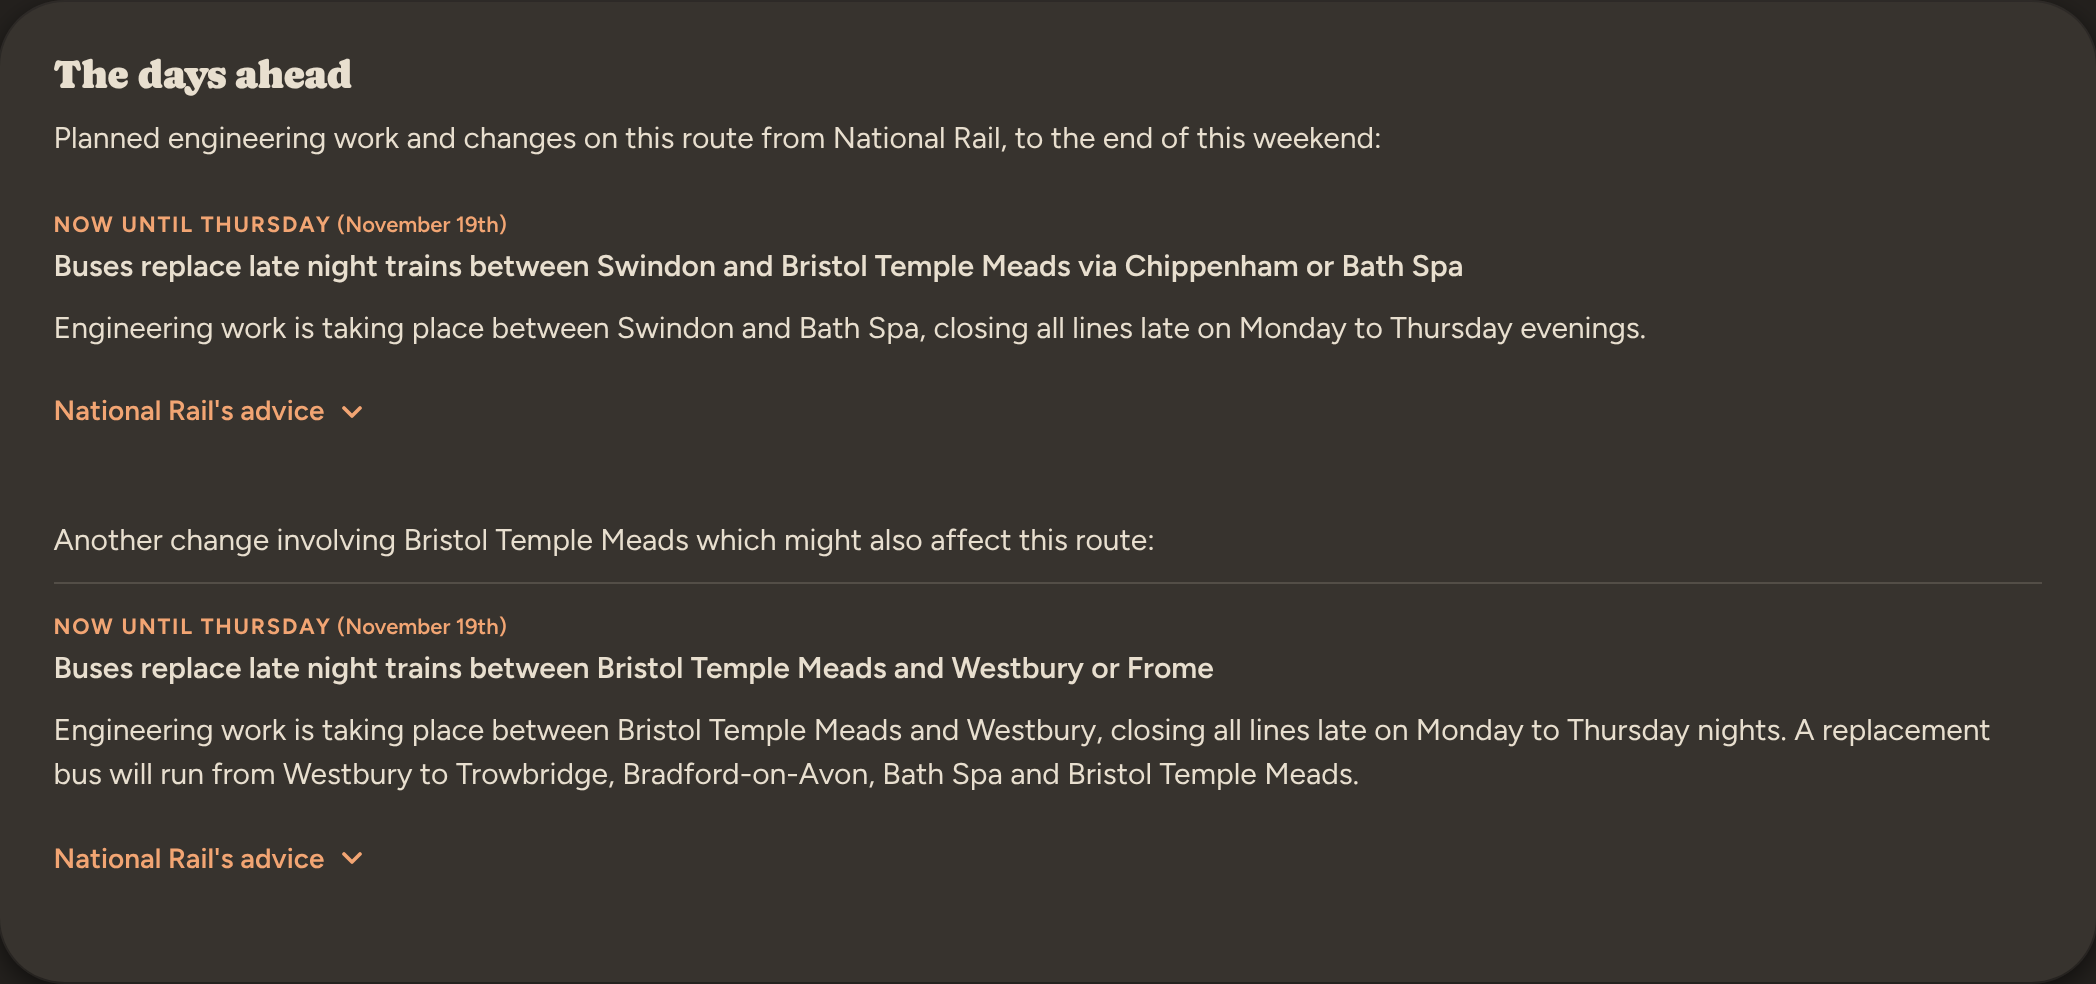 The days ahead
Planned engineering work and changes on this route from National Rail, to the end of this weekend:
NOW UNTIL THURSDAY (November 19th)
Buses replace late night trains between Swindon and Bristol Temple Meads via Chippenham or Bath Spa
Engineering work is taking place between Swindon and Bath Spa, closing all lines late on Monday to Thursday evenings.
National Rail's advice
Another change involving Bristol Temple Meads which might also affect this route:
NOW UNTIL THURSDAY (November 19th)
Buses replace late night trains between Bristol Temple Meads and Westbury or Frome
Engineering work is taking place between Bristol Temple Meads and Westbury, closing all lines late on Monday to Thursday nights. A replacement
bus will run from Westbury to Trowbridge, Bradford-on-Avon, Bath Spa and Bristol Temple Meads.
National Rail's advice